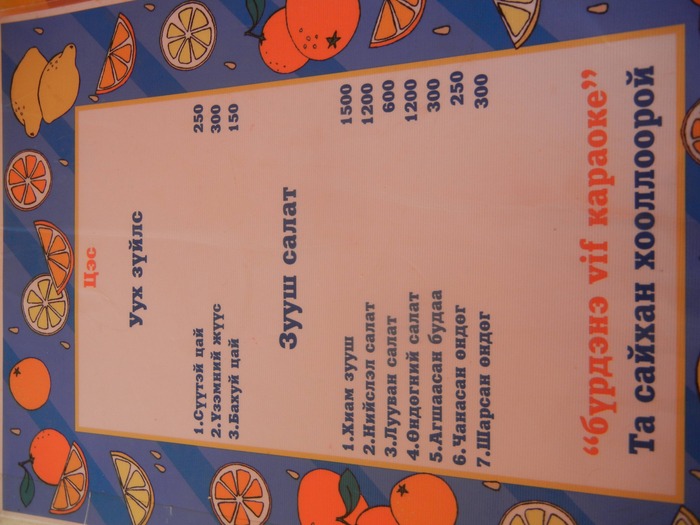 Цэс
Уух зүйлс
1.Сүүтэй цай 250
2.Үзэмний жүүс 300
3.Бахуй цай 150
Зууш салат
1.Хиам зууш 1500
2.Нийслэл салат 1200
3.Лууван салат 600
4.Өндөгний салат 1200
5.Агшаасан будаа 300
6.Чанасан өндөг 250
7.Шарсан өндөг 300
“бүрдэнэ vif караоке”
Та сайхан хооллоорой